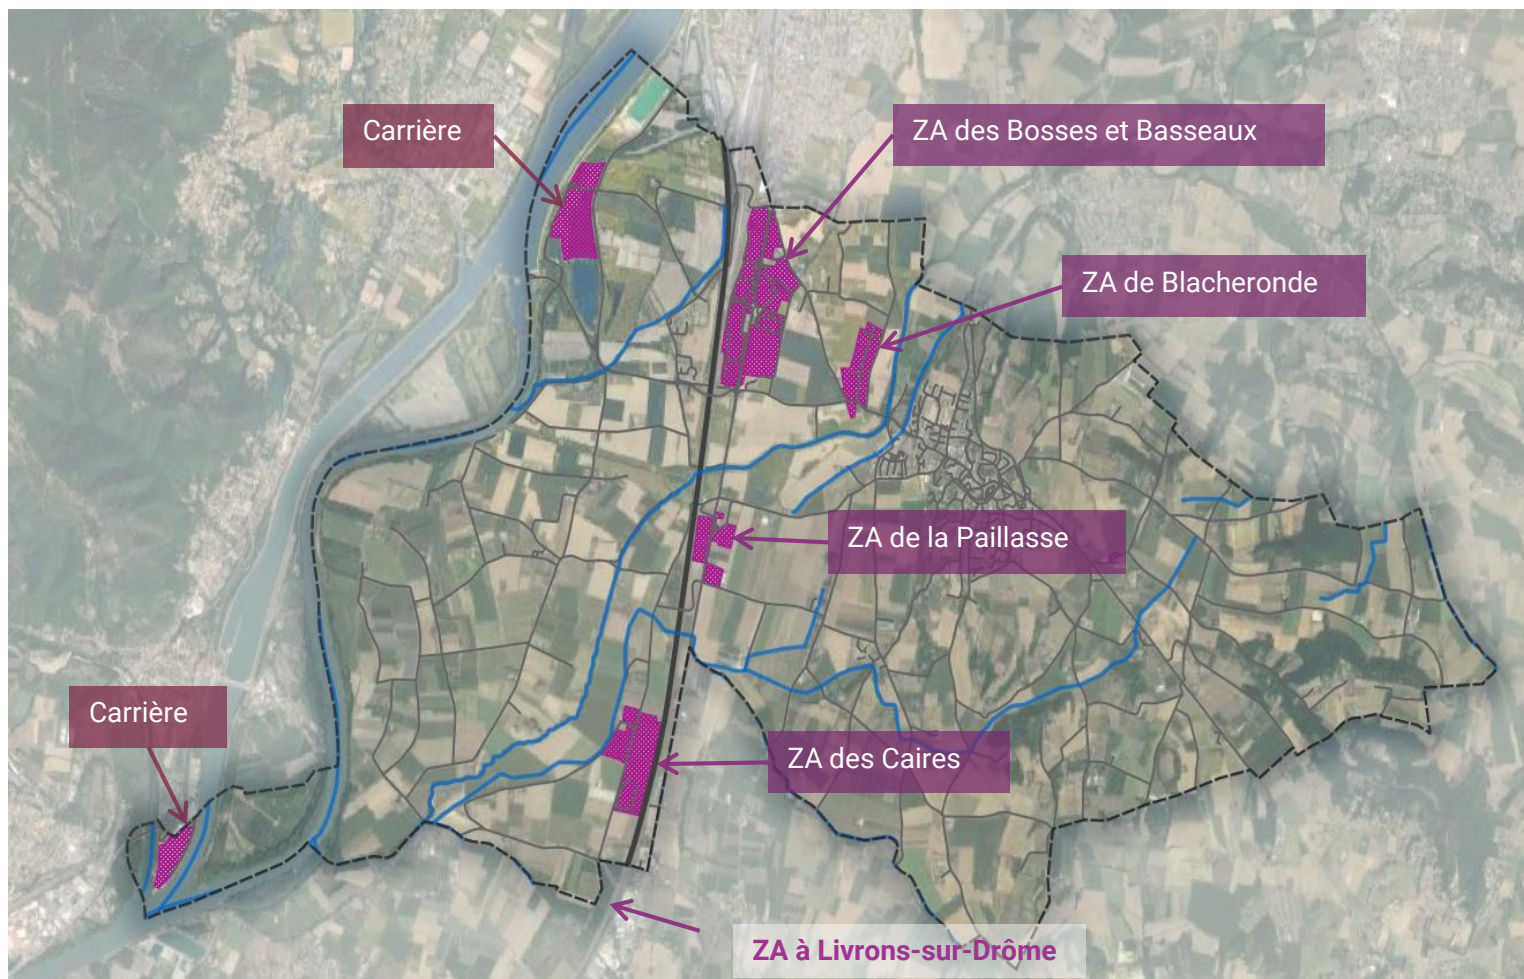 Carrière
ZA des Bosses et Basseaux
ZA de Blacheronde
ZA de la Paillasse
Carrière
ZA des Caires
ZA à Livrons-sur-Drôme